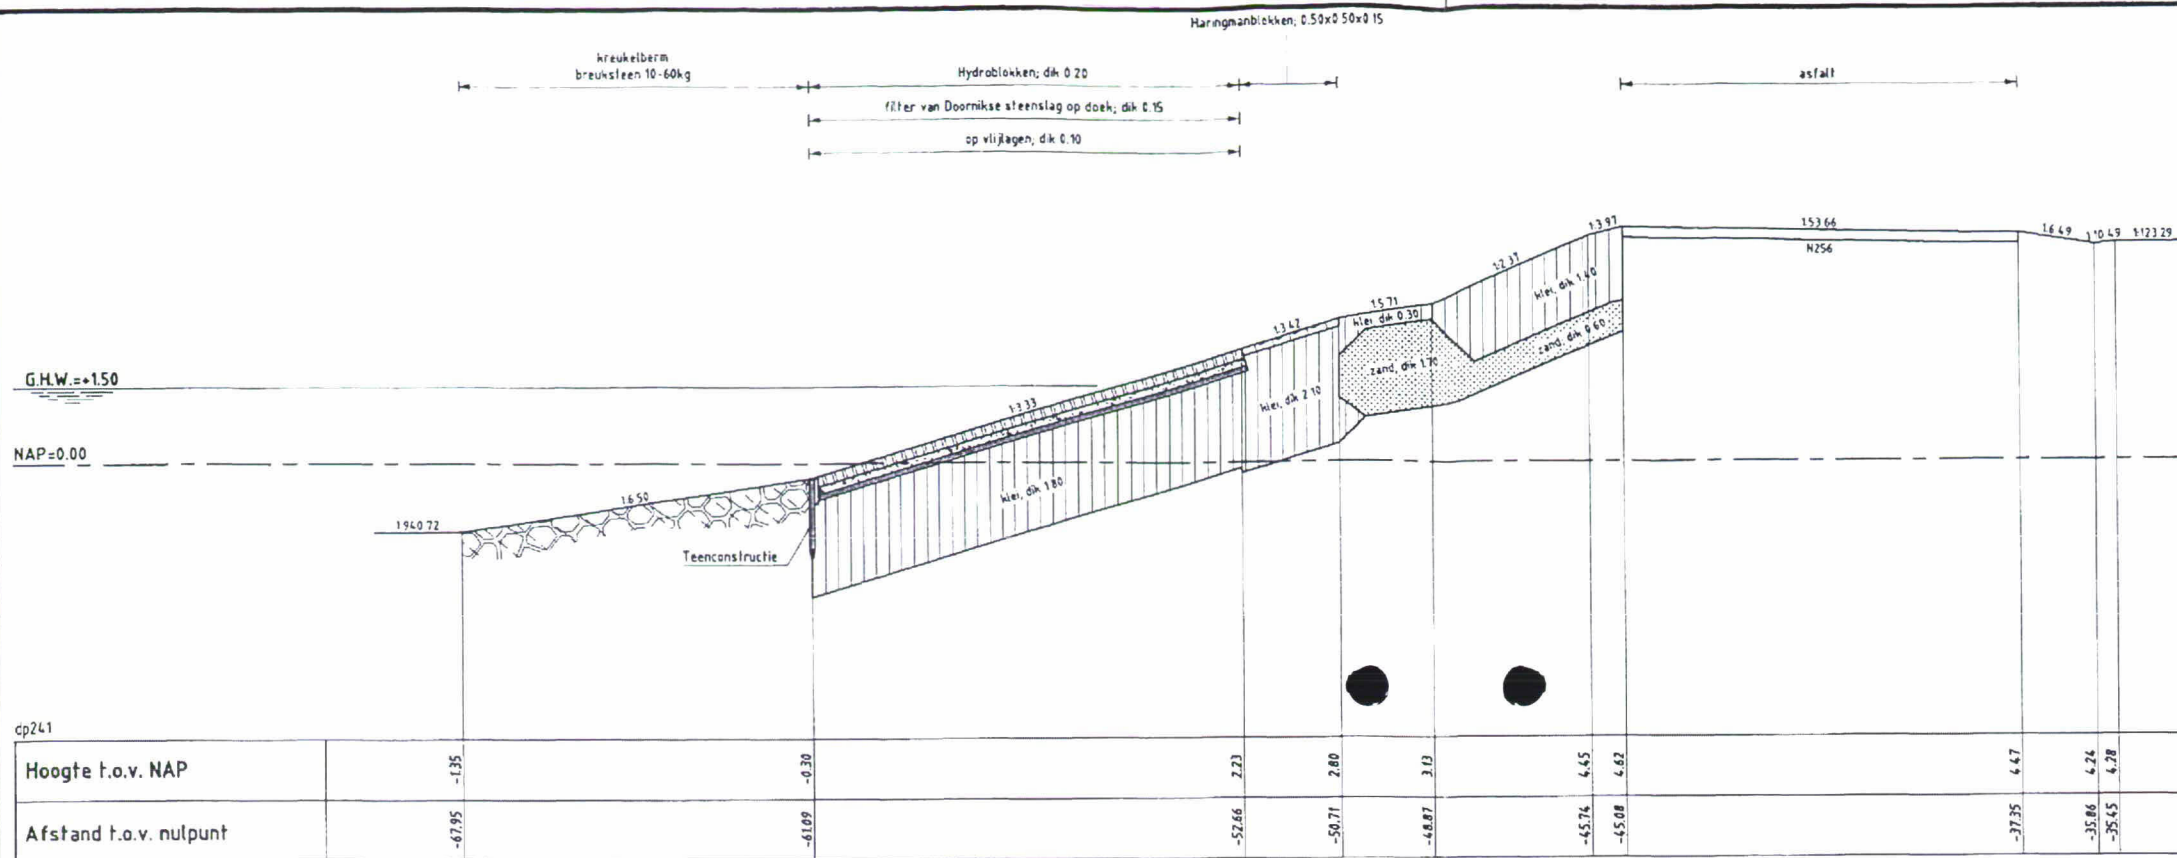 Haringmanblokken; 0.50x0.50x0.15
kreukelberm
breuksteen 10-60kg
Hydroblokken; dik 0.20
asfalt
filter van Doornikse steenslag op doek; dik 0.15
op vlijlagen; dik 0.10
1:3.97
1:53.66
1:6.49
1:10.49
1:123.29
N256
1:2.37
klei, dik 1.40
1:5.71
klei dik 0.30
1:3.42
zand, dik 0.60
zand, dik 1.70
G.H.W.=+1.50
1:3.33
klei, dik 2.10
NAP=0.00
klei, dik 1.80
1:6.50
1:940.72
Teenconstructie
dp241
Hoogte t.o.v. NAP -1.35 -0.30 2.23 2.80 3.13 4.45 4.62 4.47 4.24 4.28
Afstand t.o.v. nulpunt -67.95 -61.09 -52.66 -50.71 -48.87 -45.74 -45.08 -37.35 -35.86 -35.45